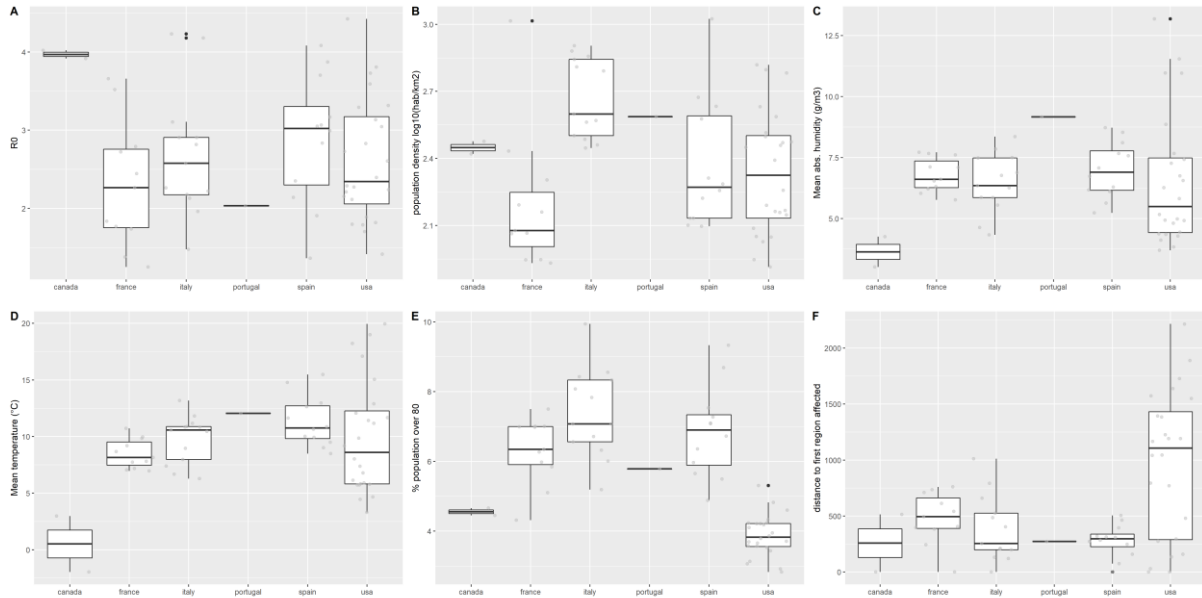 A
R0
4
3
2
canada france italy portugal spain usa
B
population density log10(hab/km2)
3.0
2.7
2.4
2.1
canada france italy portugal spain usa
C
Mean abs. humidity (g/m3)
12.5
10.0
7.5
5.0
canada france italy portugal spain usa
D
Mean temperature (°C)
20
15
10
5
0
canada france italy portugal spain usa
E
% population over 80
10
8
6
4
canada france italy portugal spain usa
F
distance to first region affected
2000
1500
1000
500
0
canada france italy portugal spain usa